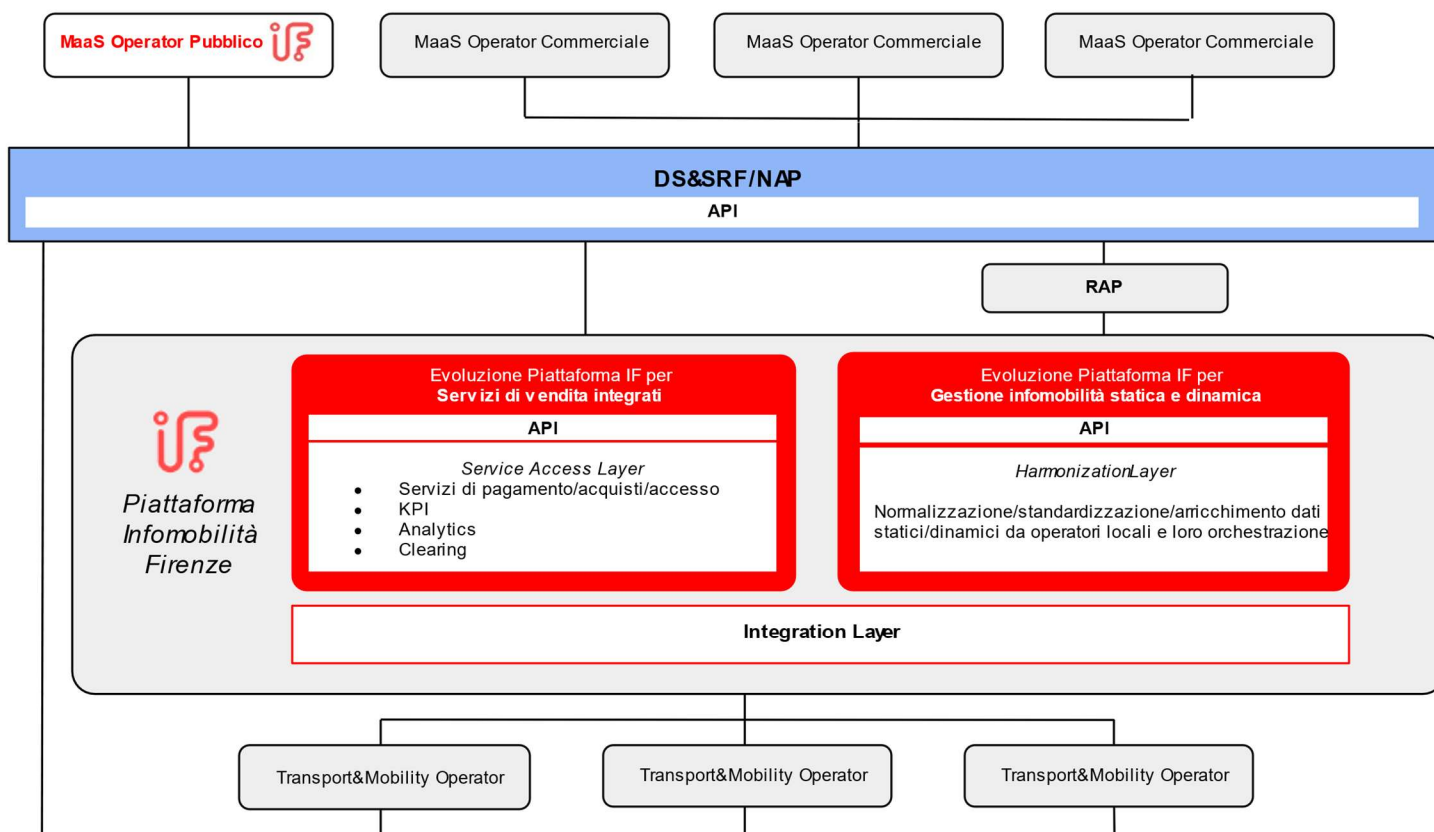 MaaS Operator Pubblico
MaaS Operator Commerciale
MaaS Operator Commerciale
MaaS Operator Commerciale
DS&SRF/NAP
API
RAP
Piattaforma
Infomobilità
Firenze
Evoluzione Piattaforma IF per
Servizi di vendita integrati
API
Service Access Layer
• Servizi di pagamento/acquisti/accesso
• KPI
• Analytics
• Clearing
Evoluzione Piattaforma IF per
Gestione infomobilità statica e dinamica
API
HarmonizationLayer
Normalizzazione/standardizzazione/arricchimento dati
statici/dinamici da operatori locali e loro orchestrazione
Integration Layer
Transport&Mobility Operator
Transport&Mobility Operator
Transport&Mobility Operator